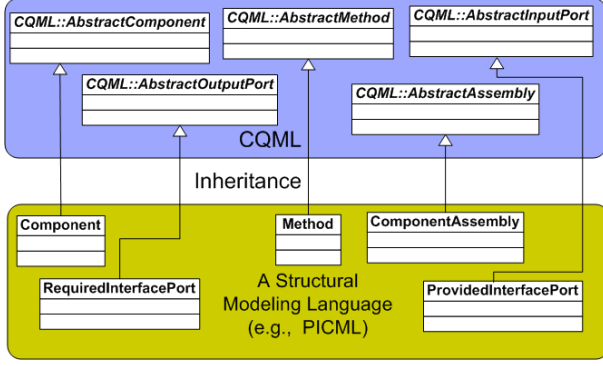 CQML::AbstractComponent
CQML::AbstractMethod
CQML::AbstractInputPort
CQML::AbstractOutputPort
CQML::AbstractAssembly
CQML
Inheritance
Component
Method
ComponentAssembly
RequiredInterfacePort
A Structural
Modeling Language
(e.g., PICML)
ProvidedInterfacePort